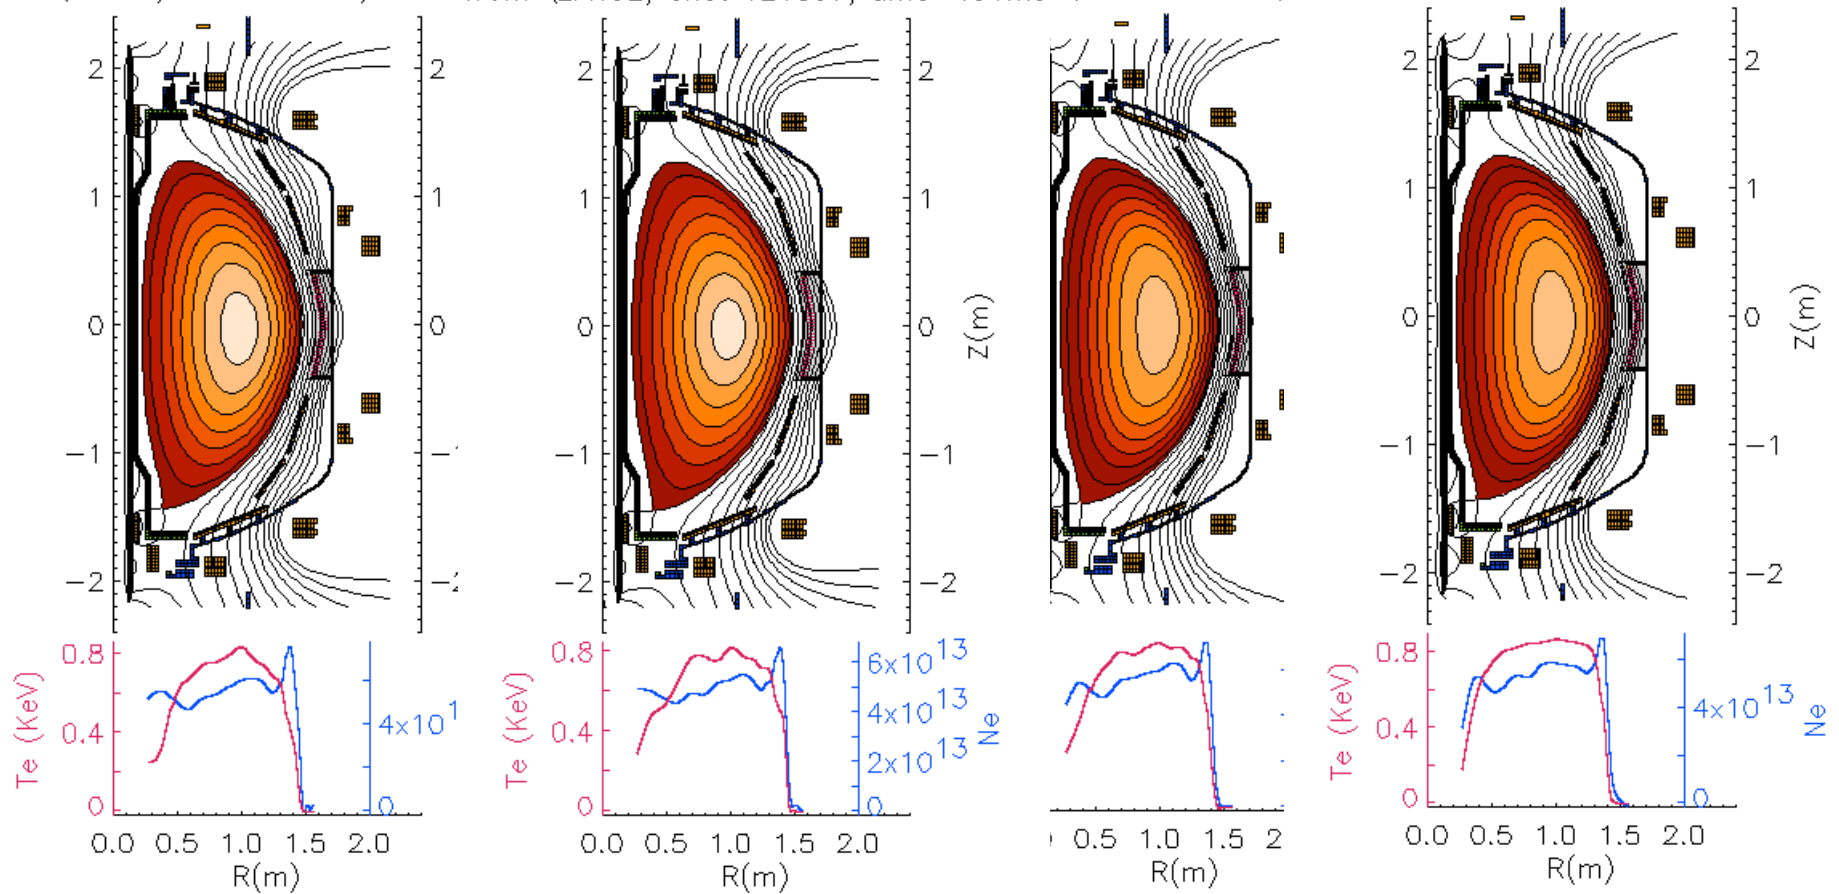 2 2 2 2 2 2
1 1 1 1 1 1
0 0 0 0 0 0
Z(m) Z(m)
-1 -1 -1 -1 -1
-2 -2 -2 -2 -2
Te (KeV) 0.8 0.4 0 4x10 0
Te (KeV) 0.8 0.4 0 6x10^13 4x10^13 2x10^13 0 Ne
Te (KeV) 0.8 0.4 0 4x10^13 0 Ne
0.0 0.5 1.0 1.5 2.0 0.0 0.5 1.0 1.5 2.0 0.5 1.0 1.5 2 0.0 0.5 1.0 1.5 2.0
R(m) R(m) R(m) R(m)